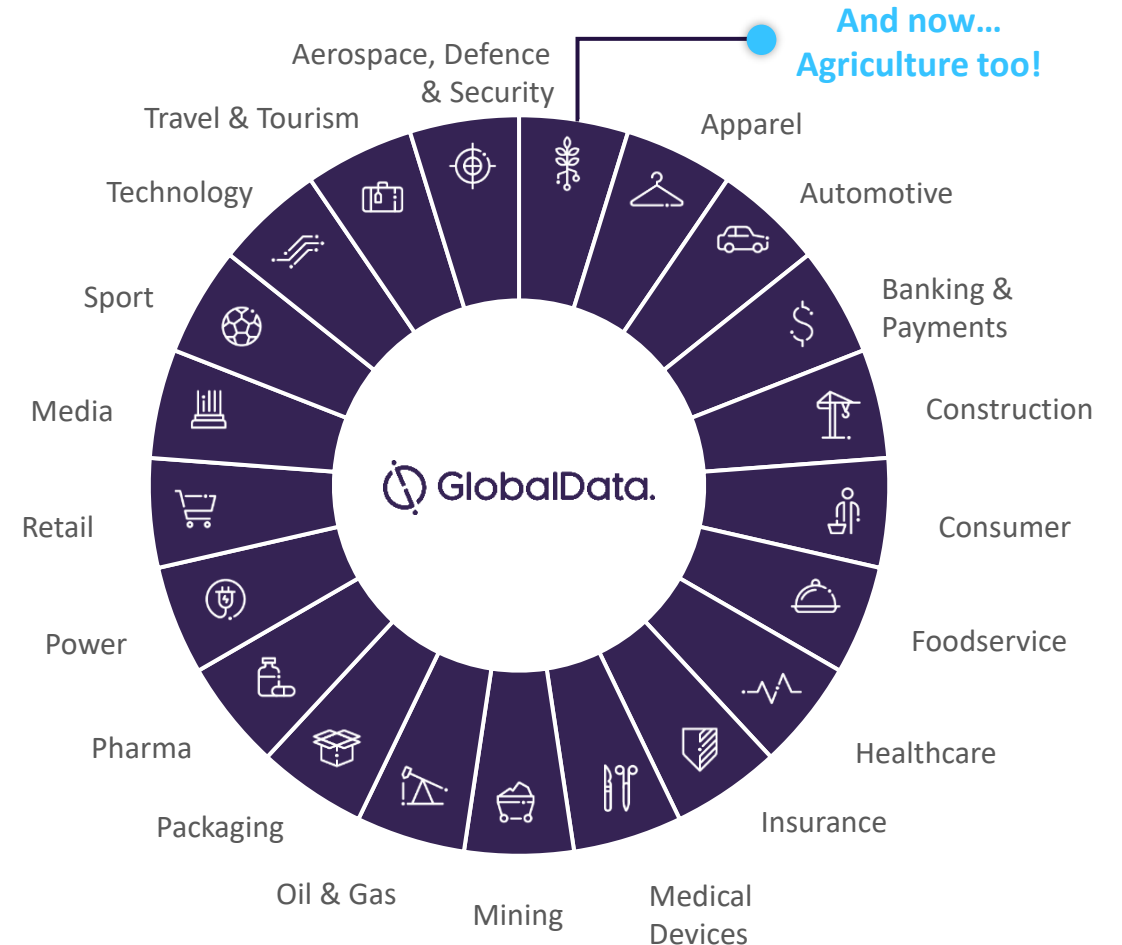 And now…
Agriculture too!
Aerospace, Defence
& Security
Apparel
Automotive
Banking &
Payments
Construction
Consumer
Foodservice
Healthcare
Insurance
Medical
Devices
Mining
Oil & Gas
Packaging
Pharma
Power
Retail
Media
Sport
Technology
Travel & Tourism
GlobalData.